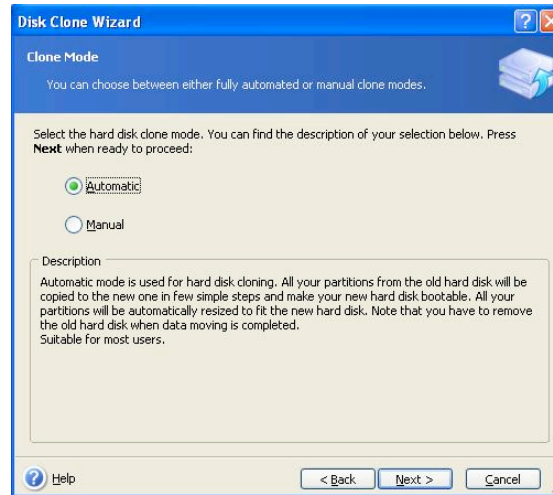 Disk Clone Wizard
Clone Mode
You can choose between either fully automated or manual clone modes.
Select the hard disk clone mode. You can find the description of your selection below. Press
Next when ready to proceed:
Automatic
Manual
Description
Automatic mode is used for hard disk cloning. All your partitions from the old hard disk will be
copied to the new one in few simple steps and make your new hard disk bootable. All your
partitions will be automatically resized to fit the new hard disk. Note that you have to remove
the old hard disk when data moving is completed.
Suitable for most users.
? Help
< Back
Next >
Cancel